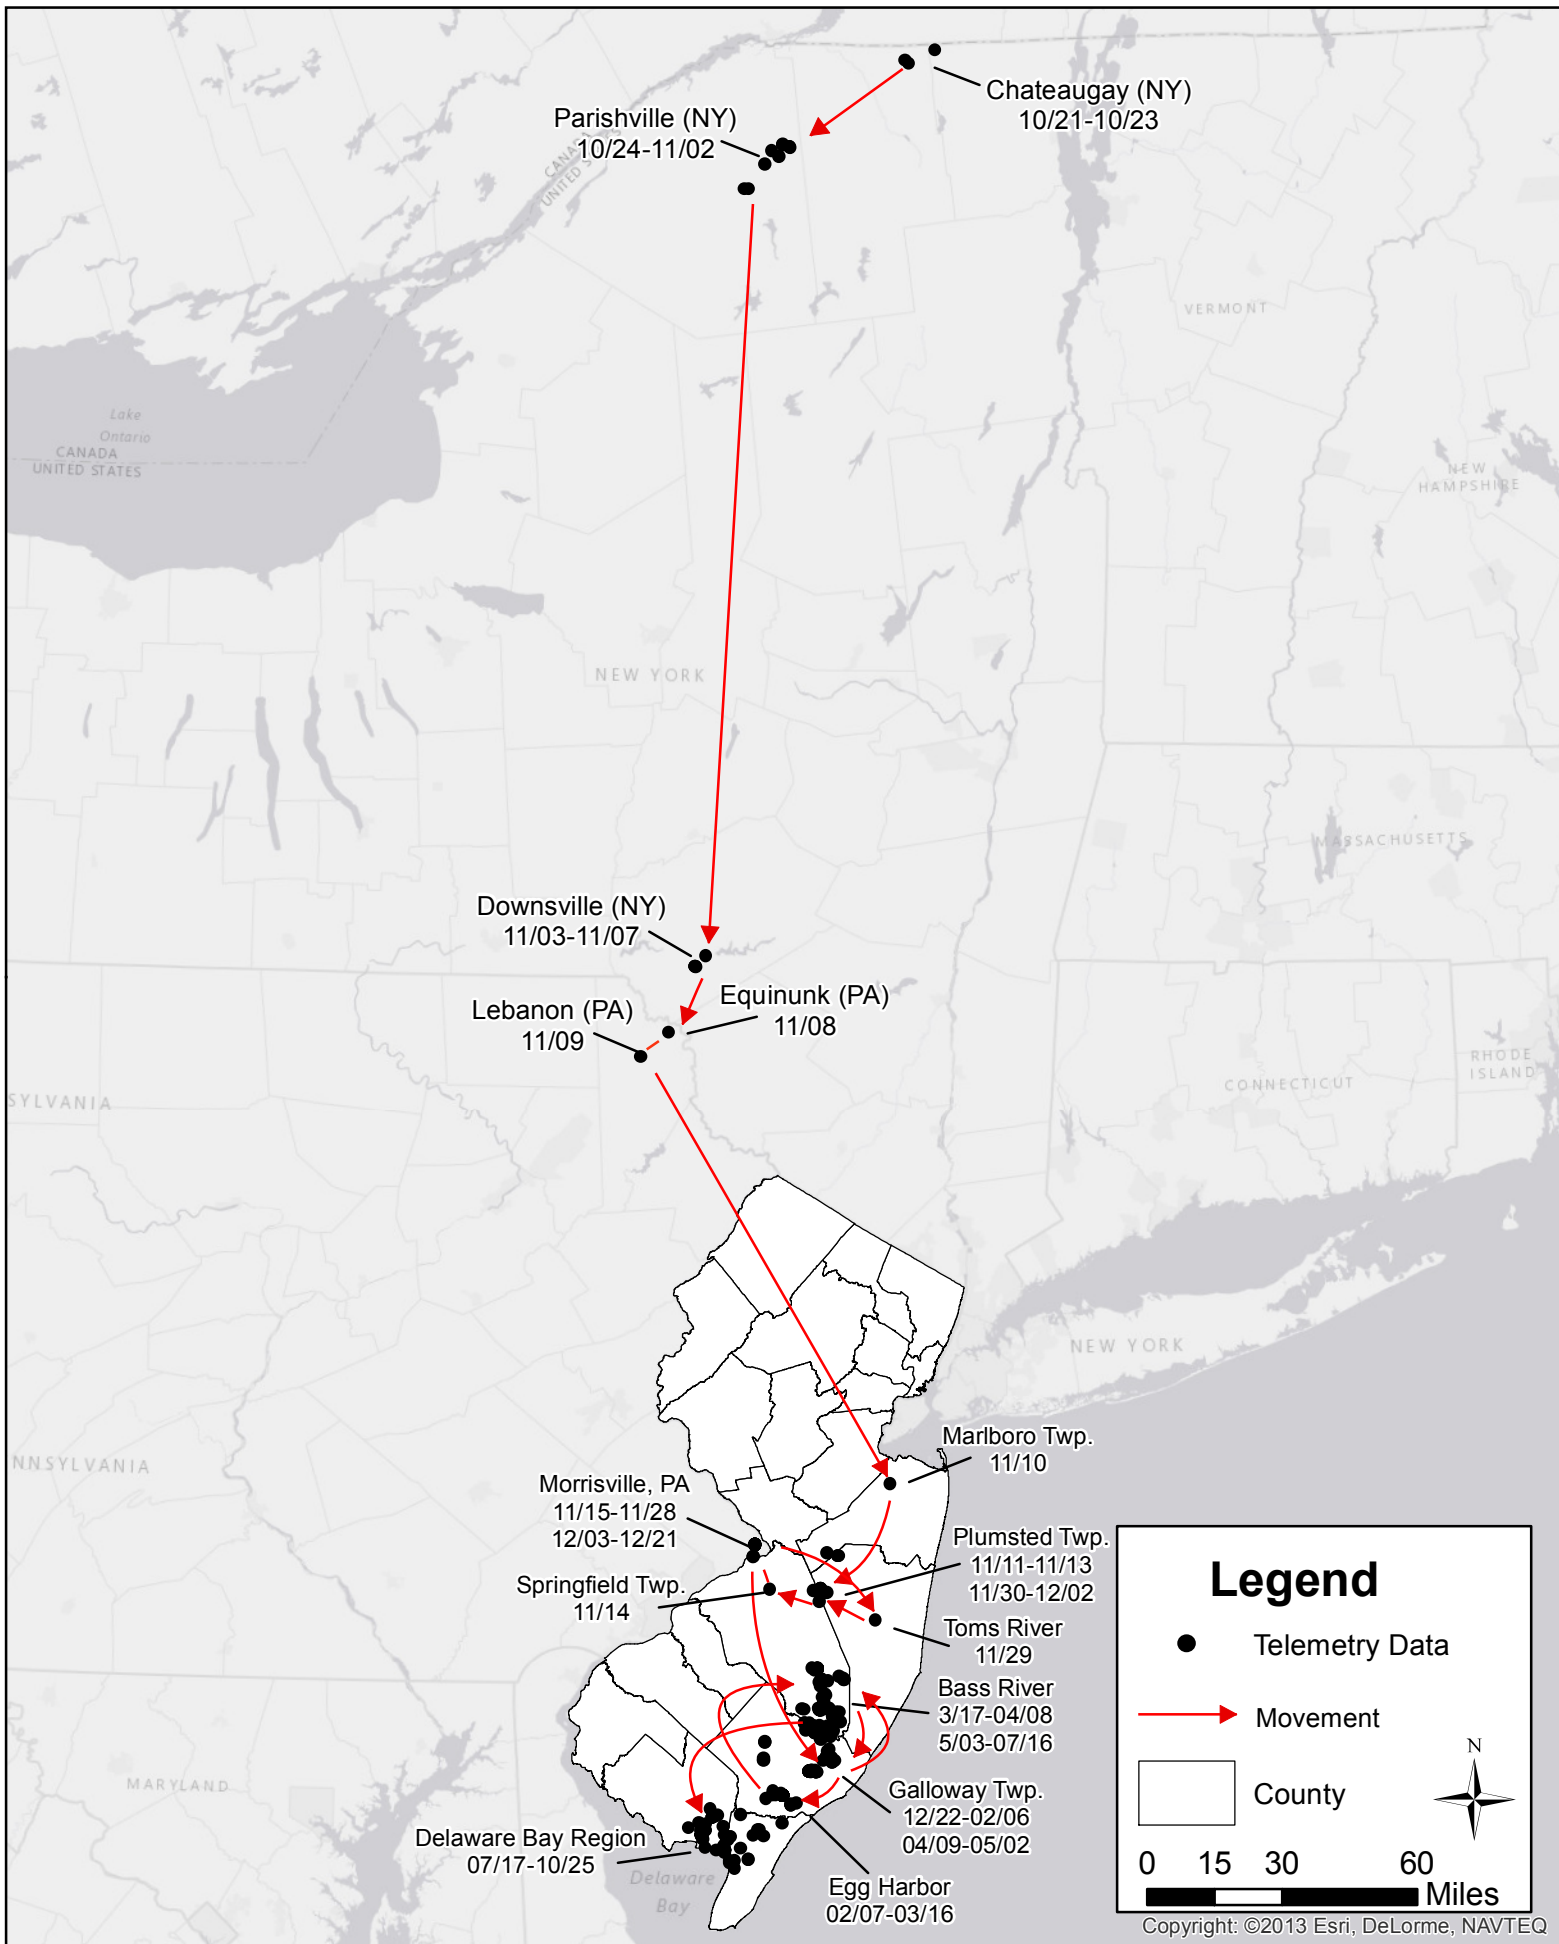 Chateaugay (NY)
10/21-10/23
Parishville (NY)
10/24-11/02
CANADA
UNITED STATES
VERMONT
Lake
Ontario
CANADA
UNITED STATES
NEW
HAMPSHIRE
NEW YORK
MASSACHUSETTS
Downsville (NY)
11/03-11/07
Equinunk (PA)
11/08
Lebanon (PA)
11/09
RHODE
ISLAND
CONNECTICUT
SYLVANIA
NEW YORK
Marlboro Twp.
11/10
NNSYLVANIA
Morrisville, PA
11/15-11/28
12/03-12/21
Plumsted Twp.
11/11-11/13
11/30-12/02
Springfield Twp.
11/14
Toms River
11/29
Bass River
3/17-04/08
5/03-07/16
MARYLAND
Galloway Twp.
12/22-02/06
04/09-05/02
Delaware Bay Region
07/17-10/25
Delaware
Bay
Egg Harbor
02/07-03/16
Legend
Telemetry Data
Movement
County
N
0 15 30 60
Miles
Copyright: ©2013 Esri, DeLorme, NAVTEQ